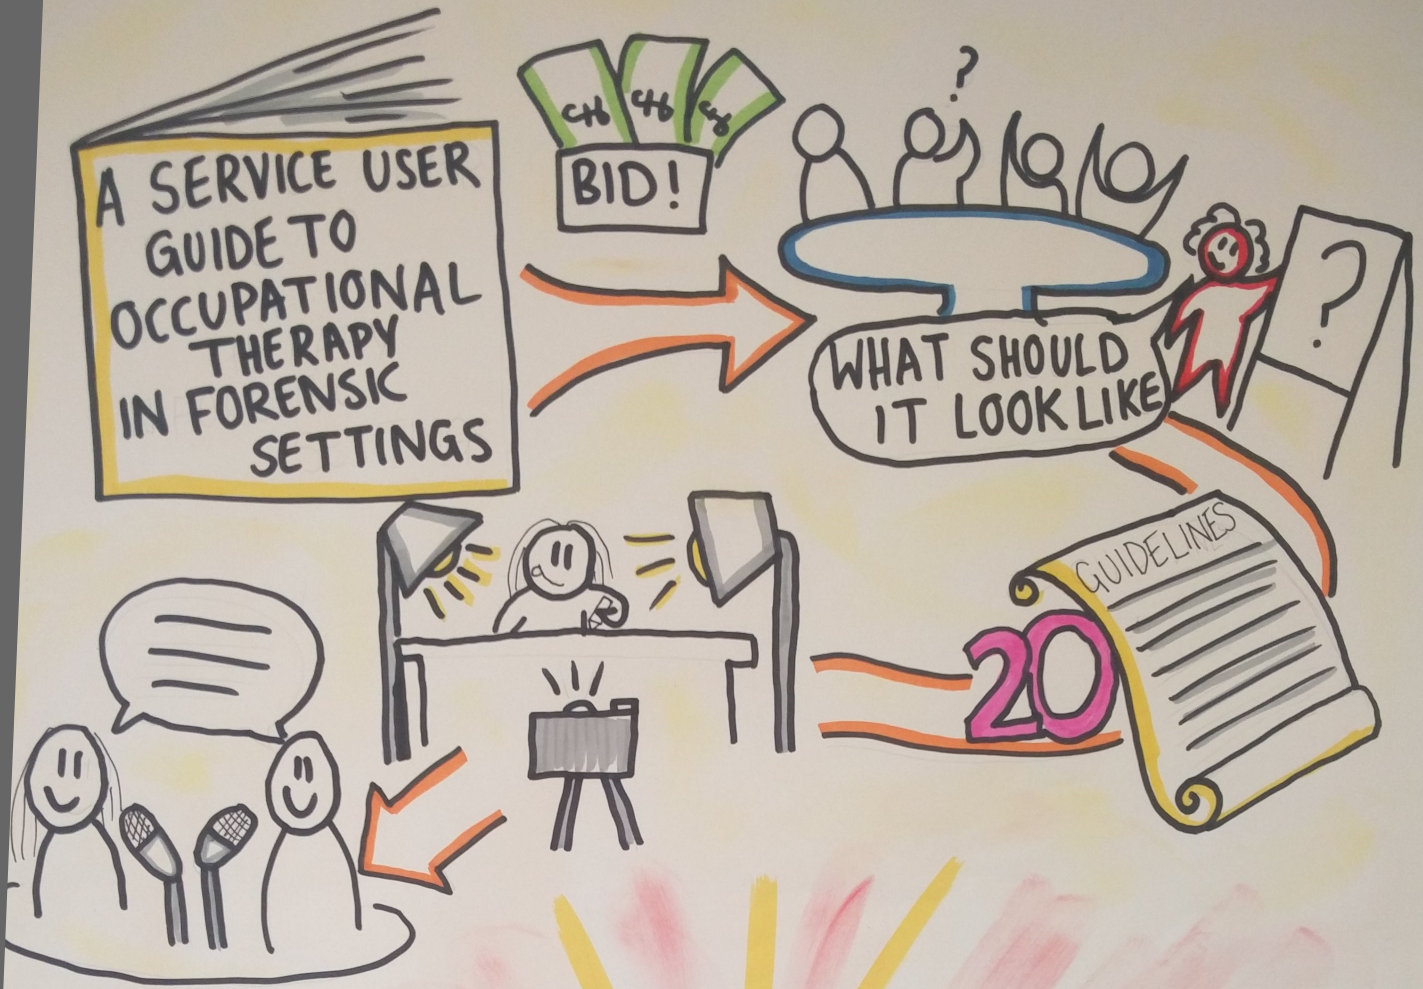 A SERVICE USER
GUIDE TO
OCCUPATIONAL
THERAPY
IN FORENSIC
SETTINGS
BID!
?
?
WHAT SHOULD
IT LOOK LIKE
GUIDELINES
20